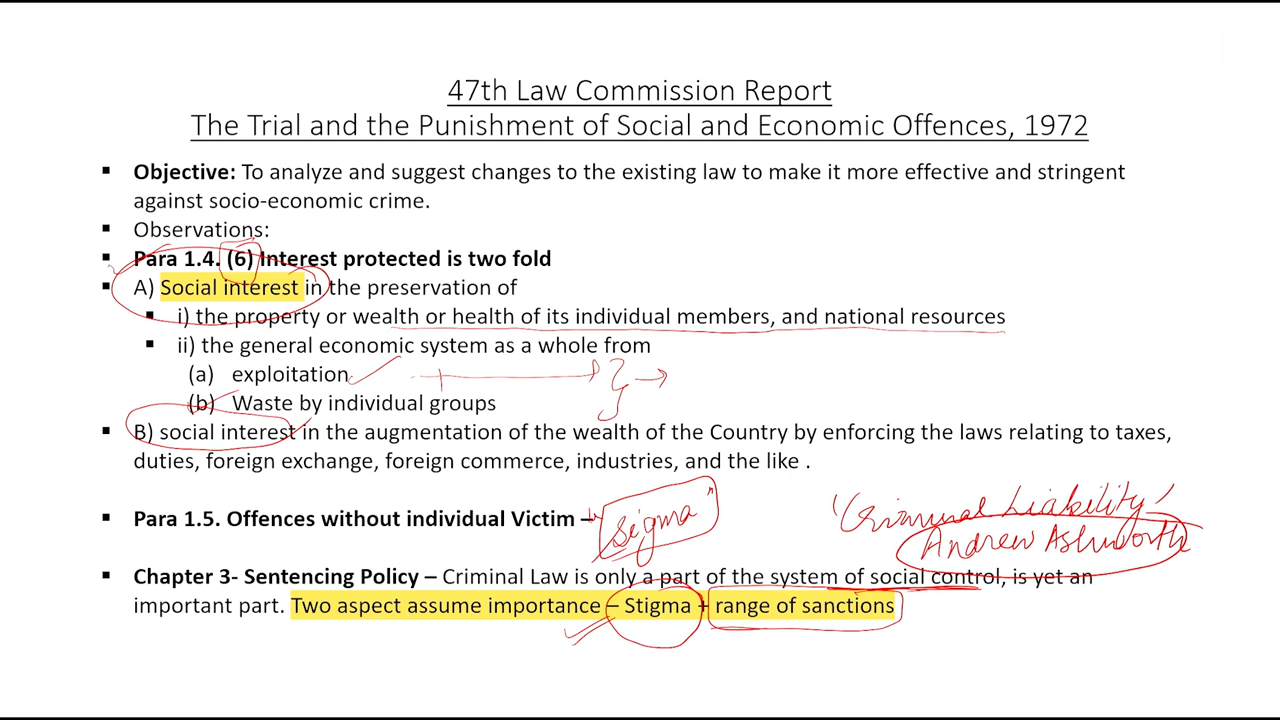 47th Law Commission Report
The Trial and the Punishment of Social and Economic Offences, 1972
▪ Objective: To analyze and suggest changes to the existing law to make it more effective and stringent
against socio-economic crime.
▪ Observations:
▪ Para 1.4. (6) Interest protected is two fold
▪ A) Social interest in the preservation of
▪ i) the property or wealth or health of its individual members, and national resources
▪ ii) the general economic system as a whole from
(a) exploitation
(b) Waste by individual groups
▪ B) social interest in the augmentation of the wealth of the Country by enforcing the laws relating to taxes,
duties, foreign exchange, foreign commerce, industries, and the like .
'Criminal Liability'
▪ Para 1.5. Offences without individual Victim – "Sigma"
Andrew Ashworth
▪ Chapter 3- Sentencing Policy – Criminal Law is only a part of the system of social control, is yet an
important part. Two aspect assume importance – Stigma + range of sanctions